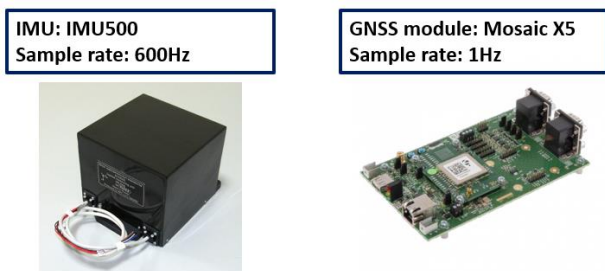 IMU: IMU500
Sample rate: 600Hz
GNSS module: Mosaic X5
Sample rate: 1Hz